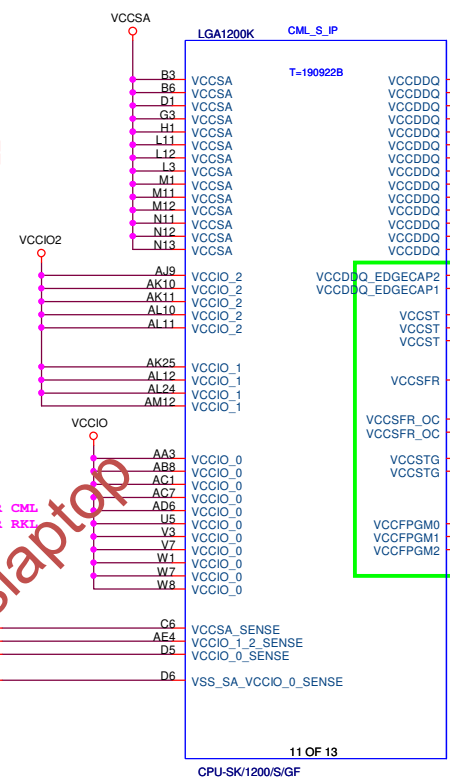 VCCSA
LGA1200K CML_S_IP
T=190922B
B3 VCCSA VCCDDQ
B6 VCCSA VCCDDQ
D1 VCCSA VCCDDQ
G3 VCCSA VCCDDQ
H1 VCCSA VCCDDQ
L11 VCCSA VCCDDQ
L12 VCCSA VCCDDQ
L3 VCCSA VCCDDQ
M1 VCCSA VCCDDQ
M11 VCCSA VCCDDQ
M12 VCCSA VCCDDQ
N11 VCCSA VCCDDQ
N12 VCCSA VCCDDQ
N13 VCCSA VCCDDQ
VCCIO2
AJ9 VCCIO_2 VCCDDQ_EDGECAP2
AK10 VCCIO_2 VCCDDQ_EDGECAP1
AK11 VCCIO_2
AL10 VCCIO_2 VCCST
AL11 VCCIO_2 VCCST
VCCST
AK25 VCCIO_1
AL12 VCCIO_1 VCCSFR
AL24 VCCIO_1
AM12 VCCIO_1
VCCIO
VCCSFR_OC
VCCSFR_OC
AA3 VCCIO_0 VCCSTG
AB8 VCCIO_0 VCCSTG
AC1 VCCIO_0
AC7 VCCIO_0
AD6 VCCIO_0
CML
U5 VCCIO_0 VCCFPGM0
RKL
V3 VCCIO_0 VCCFPGM1
V7 VCCIO_0 VCCFPGM2
W1 VCCIO_0
W7 VCCIO_0
W8 VCCIO_0
slaptop
C6 VCCSA_SENSE
AE4 VCCIO_1_2_SENSE
D5 VCCIO_0_SENSE
D6 VSS_SA_VCCIO_0_SENSE
11 OF 13
CPU-SK/1200/S/GF